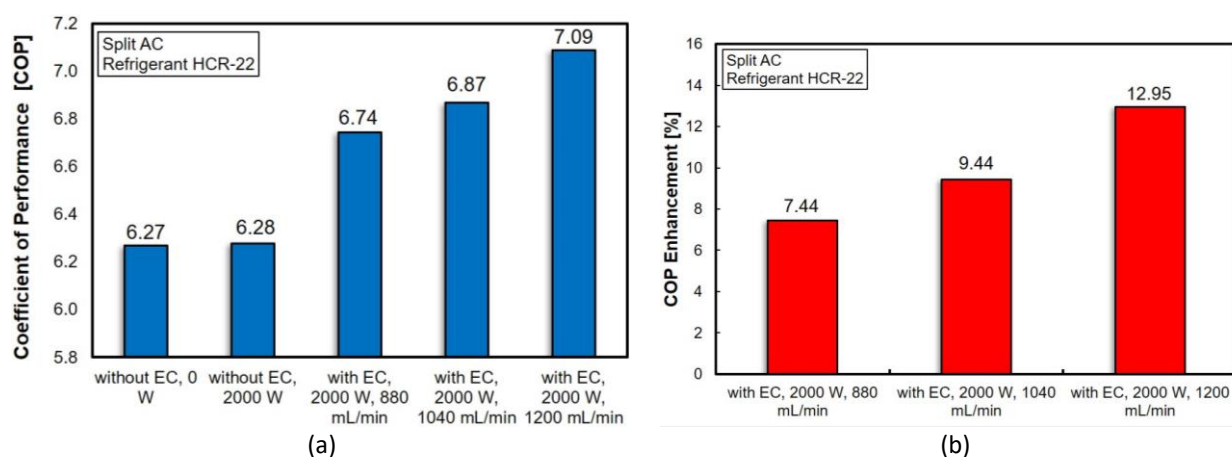 Coefficient of Performance [COP]
7.2
7.0
6.8
6.6
6.4
6.2
6.0
5.8
Split AC
Refrigerant HCR-22
6.27
6.28
6.74
6.87
7.09
without EC, 0
W
without EC,
2000 W
with EC,
2000 W, 880
mL/min
with EC,
2000 W,
1040 mL/min
with EC,
2000 W,
1200 mL/min
(a)
COP Enhancement [%]
16
14
12
10
8
6
4
2
0
Split AC
Refrigerant HCR-22
7.44
9.44
12.95
with EC, 2000 W, 880
mL/min
with EC, 2000 W, 1040
mL/min
with EC, 2000 W, 1200
mL/min
(b)